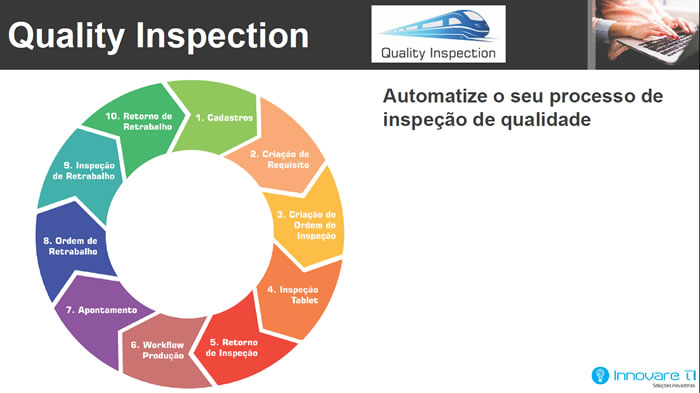 Quality Inspection
Quality Inspection
Automatize o seu processo de
inspeção de qualidade
1. Cadastros
2. Criação de
Requisito
3. Criação de
Ordem de
Inspeção
4. Inspeção
Tablet
5. Retorno
de Inspeção
6. Workflow
Produção
7. Apontamento
8. Ordem de
Retrabalho
9. Inspeção
de Retrabalho
10. Retorno de
Retrabalho
Innovare TI
Soluções Inovadoras